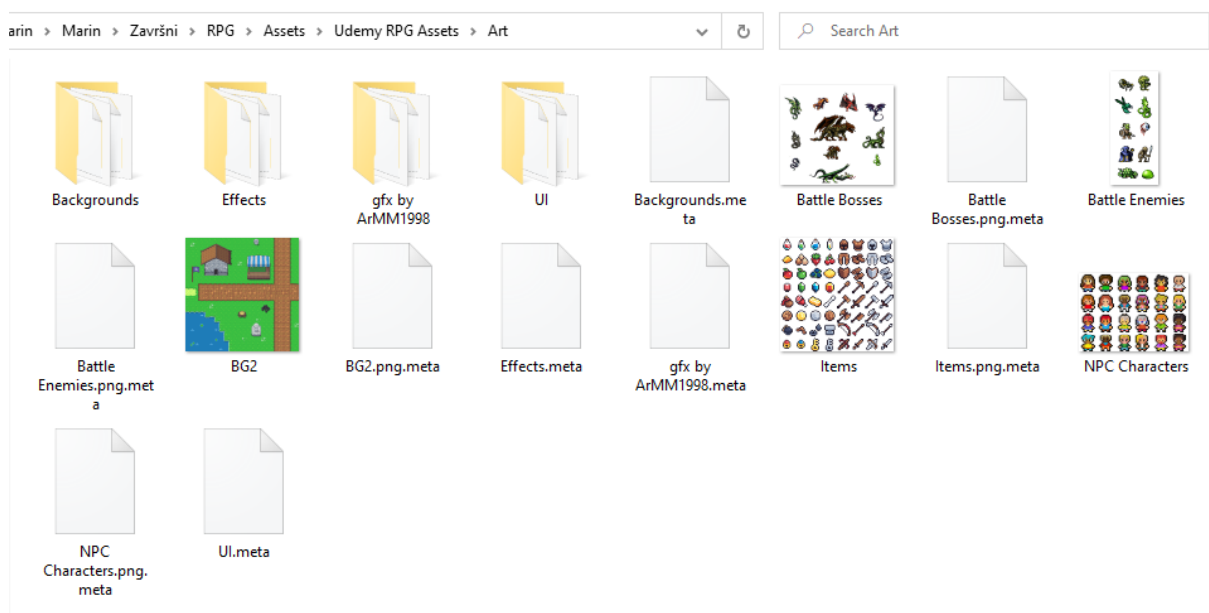 arin > Marin > Završni > RPG > Assets > Udemy RPG Assets > Art
Search Art
Backgrounds
Effects
gfx by
ArMM1998
UI
Backgrounds.me
ta
Battle Bosses
Battle
Bosses.png.meta
Battle Enemies
Battle
Enemies.png.met
a
BG2
BG2.png.meta
Effects.meta
gfx by
ArMM1998.meta
Items
Items.png.meta
NPC Characters
NPC
Characters.png.
meta
UI.meta